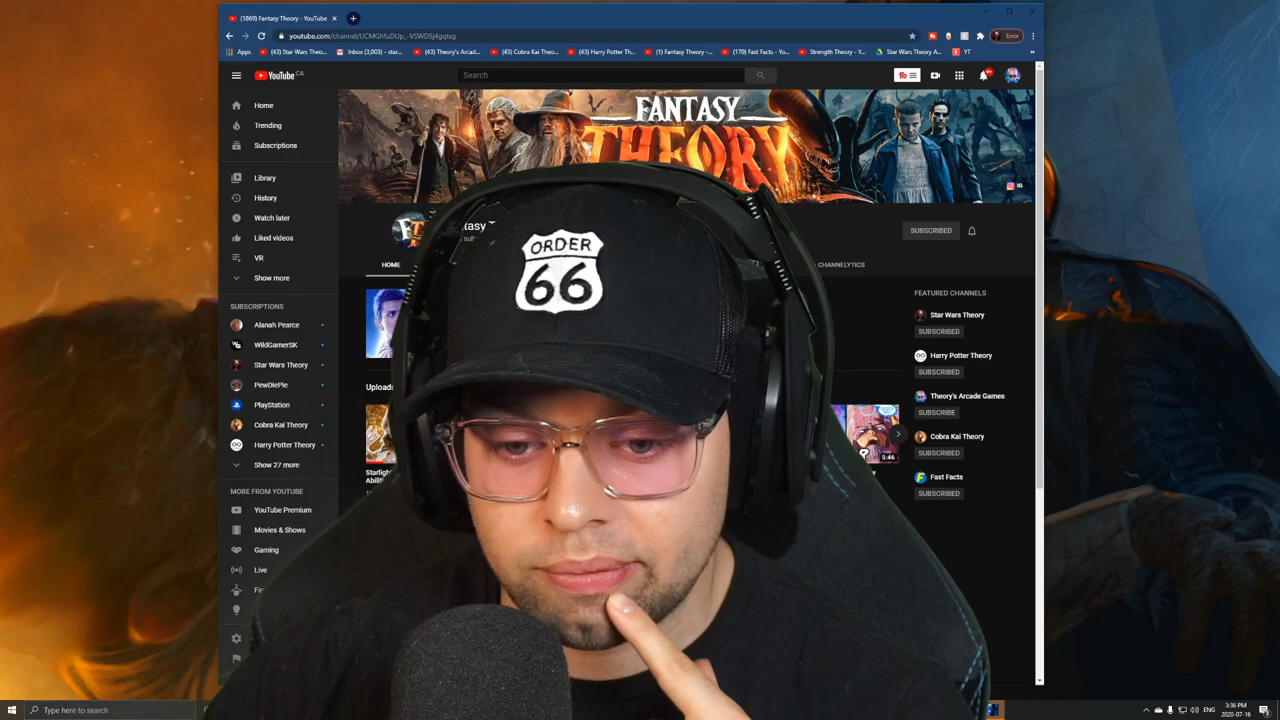 (1869) Fantasy Theory - YouTube
youtube.com/channel/UCMGhfuDUp_-VSWD5j4gqtsg
Error
Apps
(43) Star Wars Theo...
Inbox (3,003) - star...
(43) Theory's Arcad...
(43) Cobra Kai Theo...
(43) Harry Potter Th...
(1) Fantasy Theory -...
(170) Fast Facts - Yo...
Strength Theory - Y...
Star Wars Theory A...
YT
YouTube CA
Search
9+
Home
Trending
Subscriptions
Library
History
Watch later
Liked videos
VR
Show more
SUBSCRIPTIONS
Alanah Pearce
WildGamerSK
Star Wars Theory
PewDiePie
PlayStation
Cobra Kai Theory
Harry Potter Theory
Show 27 more
MORE FROM YOUTUBE
YouTube Premium
Movies & Shows
Gaming
Live
FANTASY
THEORY
IG
SUBSCRIBED
HOME
CHANNELYTICS
Uploads
Starlight
5:46
ORDER
66
FEATURED CHANNELS
Star Wars Theory
SUBSCRIBED
Harry Potter Theory
SUBSCRIBED
Theory's Arcade Games
SUBSCRIBE
Cobra Kai Theory
SUBSCRIBED
Fast Facts
SUBSCRIBED
Type here to search
ENG
3:36 PM
2020-07-16